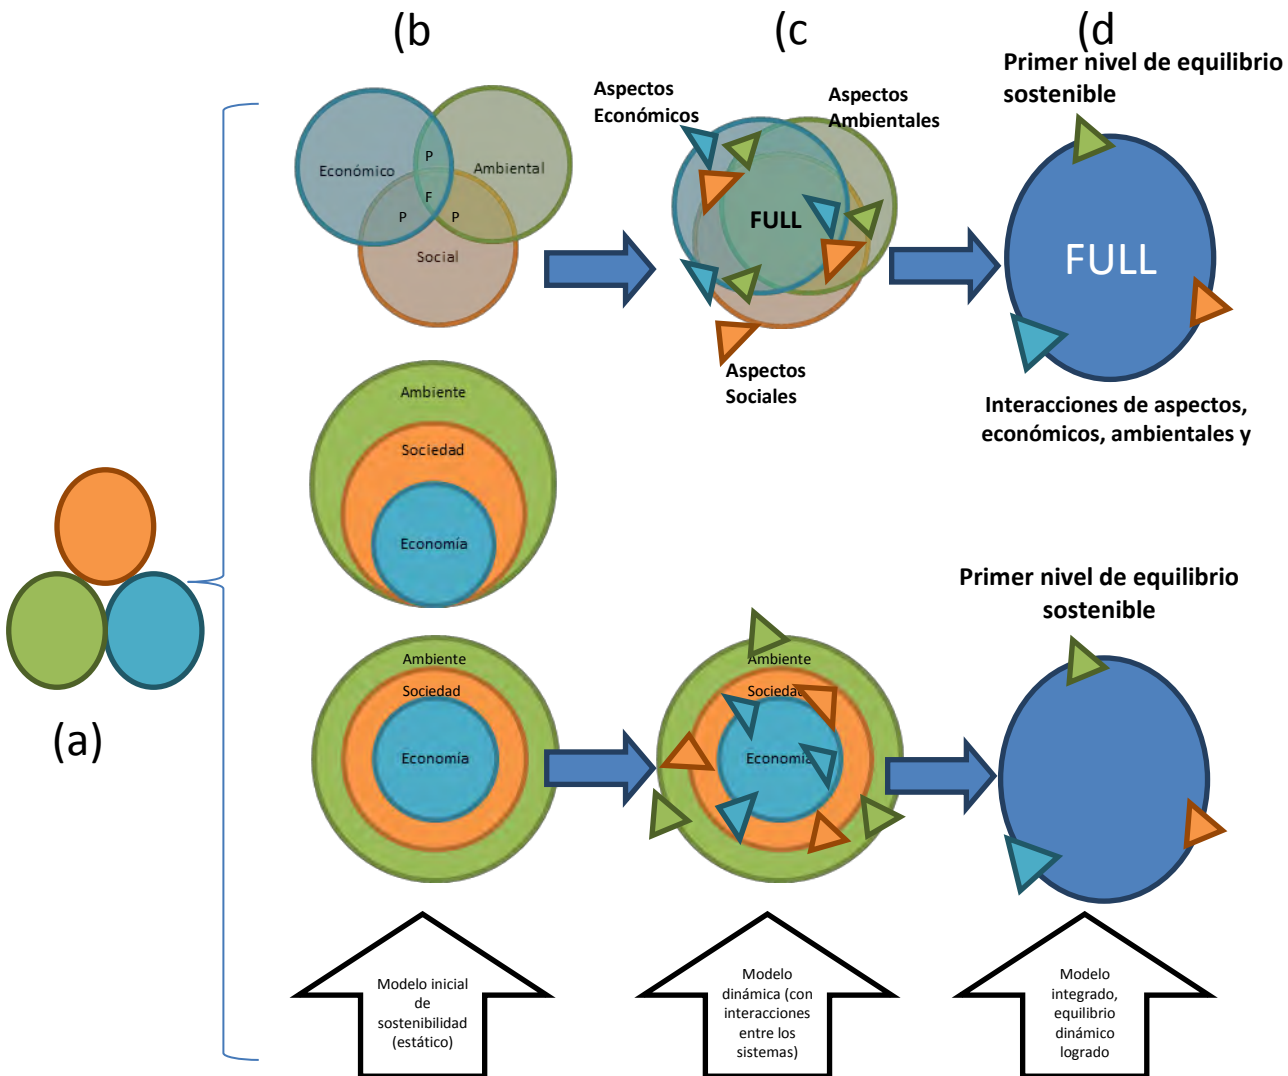 (b
(c
(d
Económico
P
Ambiental
F
P
P
Social
Aspectos
Económicos
Aspectos
Ambientales
FULL
Aspectos
Sociales
Primer nivel de equilibrio
sostenible
FULL
Interacciones de aspectos,
económicos, ambientales y
Ambiente
Sociedad
Economía
(a)
Ambiente
Sociedad
Economía
Ambiente
Sociedad
Economía
Primer nivel de equilibrio
sostenible
Modelo inicial
de
sostenibilidad
(estático)
Modelo
dinámica (con
interacciones
entre los
sistemas)
Modelo
integrado,
equilibrio
dinámico
logrado